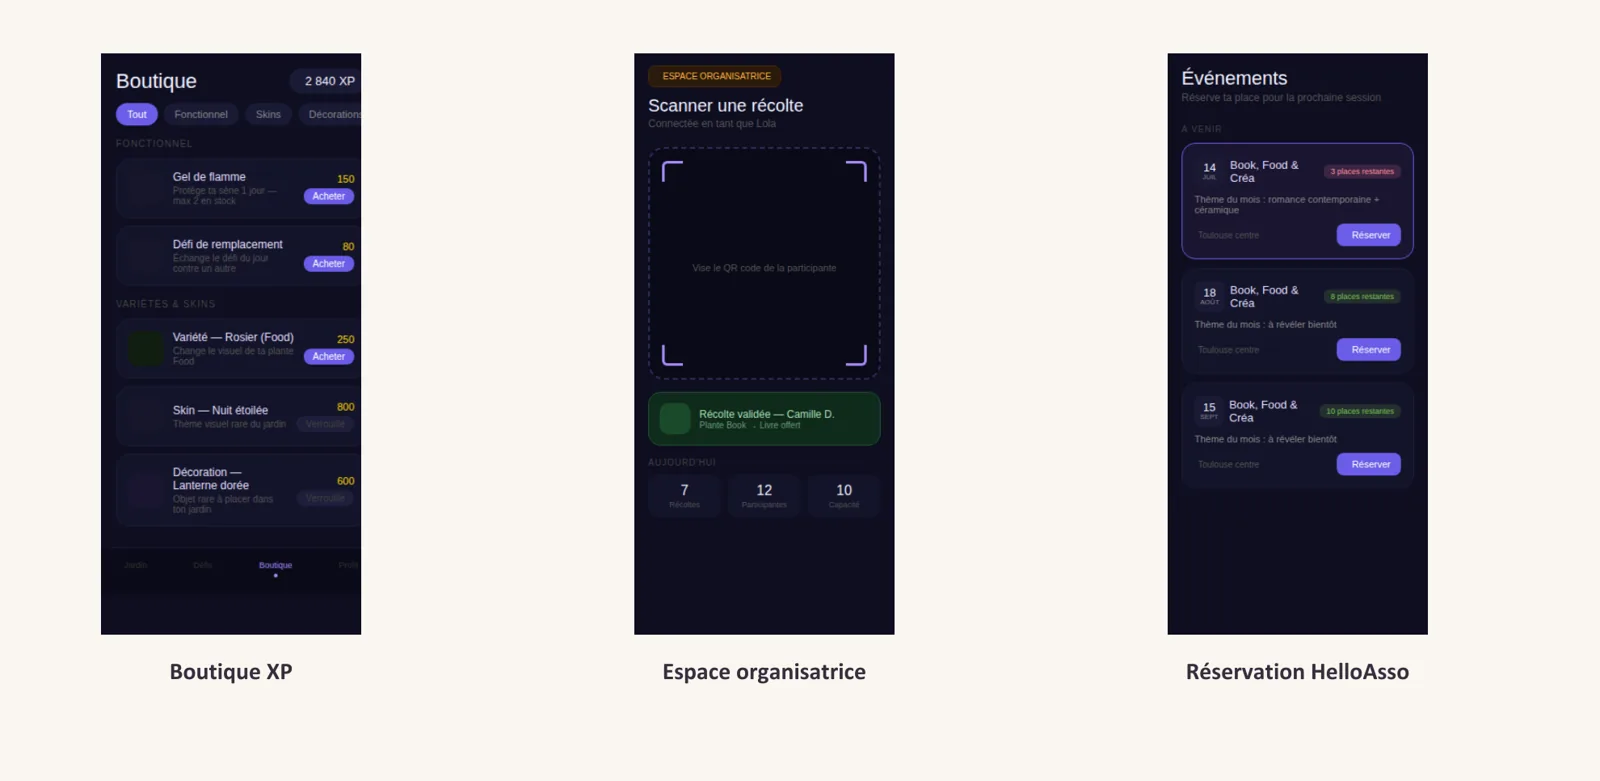 Boutique
2 840 XP
Tout
Fonctionnel
Skins
Décorations
FONCTIONNEL
Gel de flamme
150
Protège ta série 1 jour —
max 2 en stock
Acheter
Défi de remplacement
80
Échange le défi du jour
contre un autre
Acheter
VARIÉTÉS & SKINS
Variété — Rosier (Food)
250
Change le visuel de ta plante
Food
Acheter
Skin — Nuit étoilée
800
Thème visuel rare du jardin
Verrouillé
Décoration —
Lanterne dorée
600
Objet rare à placer dans
ton jardin
Verrouillé
Jardin
Défis
Boutique
Profil
Boutique XP
ESPACE ORGANISATRICE
Scanner une récolte
Connectée en tant que Lola
Vise le QR code de la participante
Récolte validée — Camille D.
Plante Book → Livre offert
AUJOURD'HUI
7
Récoltes
12
Participantes
10
Capacité
Espace organisatrice
Événements
Réserve ta place pour la prochaine session
À VENIR
14
JUIL
Book, Food &
Créa
3 places restantes
Thème du mois : romance contemporaine +
céramique
Toulouse centre
Réserver
18
AOÛT
Book, Food &
Créa
8 places restantes
Thème du mois : à révéler bientôt
Toulouse centre
Réserver
15
SEPT
Book, Food &
Créa
10 places restantes
Thème du mois : à révéler bientôt
Toulouse centre
Réserver
Réservation HelloAsso